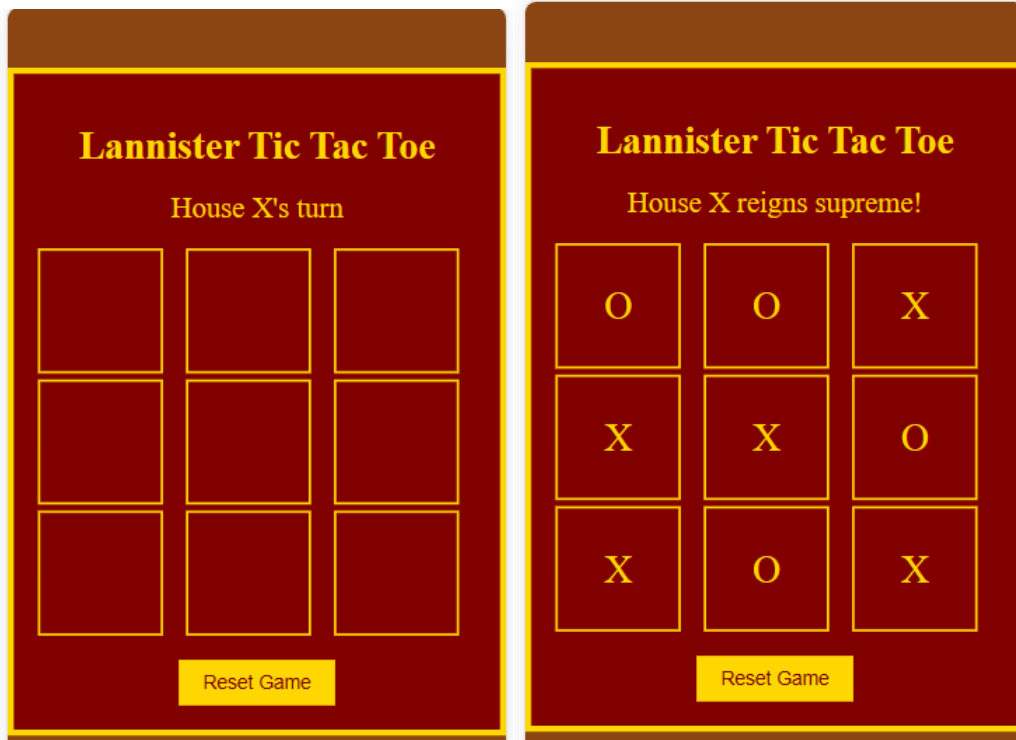 Lannister Tic Tac Toe
House X's turn
Reset Game
Lannister Tic Tac Toe
House X reigns supreme!
O O X
X X O
X O X
Reset Game